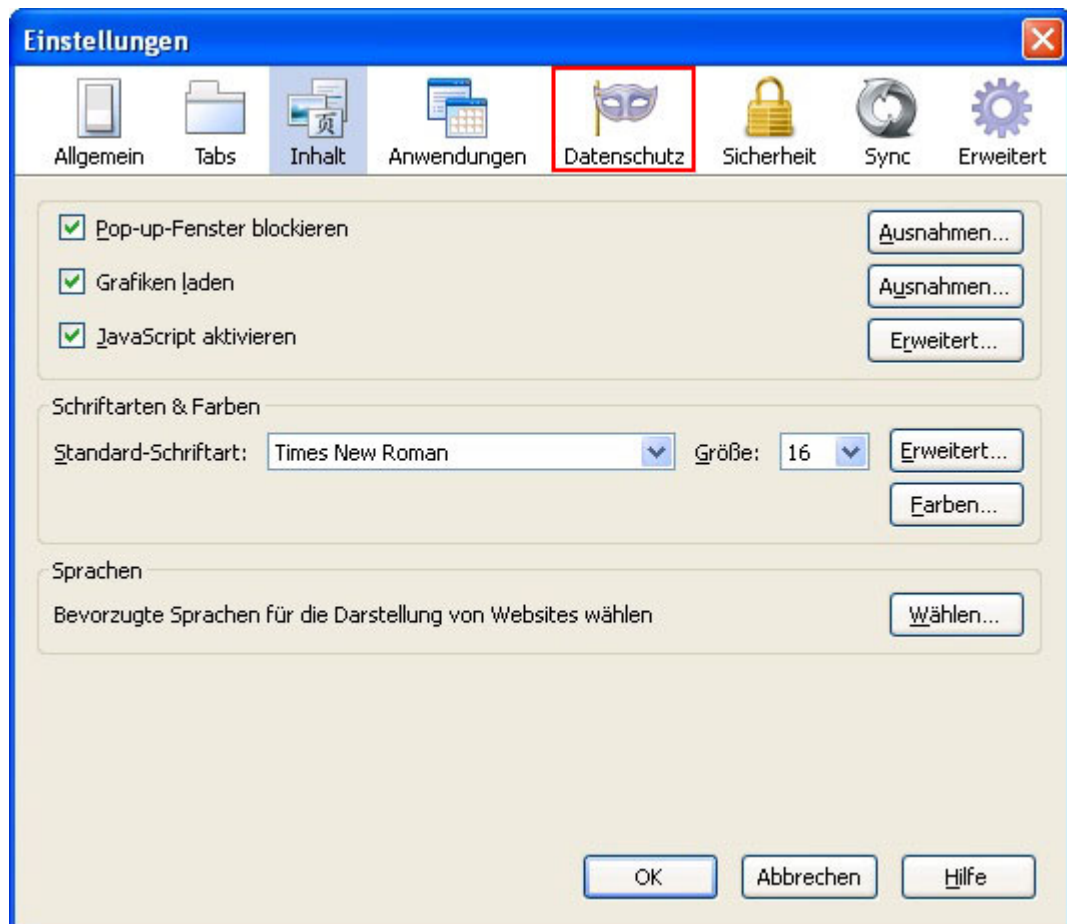 Einstellungen
Allgemein Tabs Inhalt Anwendungen Datenschutz Sicherheit Sync Erweitert
页
Pop-up-Fenster blockieren Ausnahmen...
Grafiken laden Ausnahmen...
JavaScript aktivieren Erweitert...
Schriftarten & Farben
Standard-Schriftart: Times New Roman Größe: 16 Erweitert...
Farben...
Sprachen
Bevorzugte Sprachen für die Darstellung von Websites wählen Wählen...
OK Abbrechen Hilfe